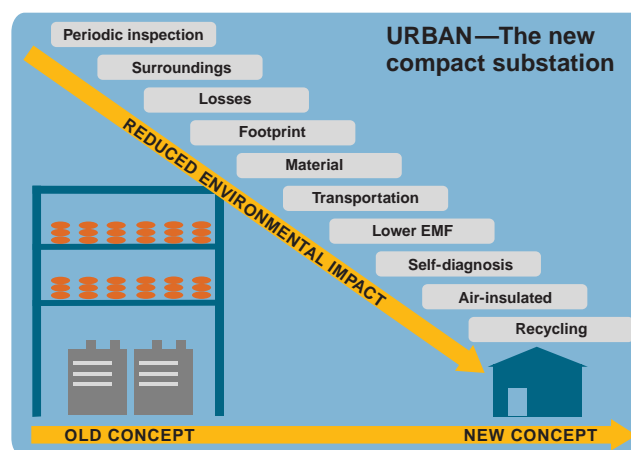 URBAN—The new
compact substation
Periodic inspection
Surroundings
Losses
Footprint
Material
Transportation
Lower EMF
Self-diagnosis
Air-insulated
Recycling
REDUCED ENVIRONMENTAL IMPACT
OLD CONCEPT
NEW CONCEPT